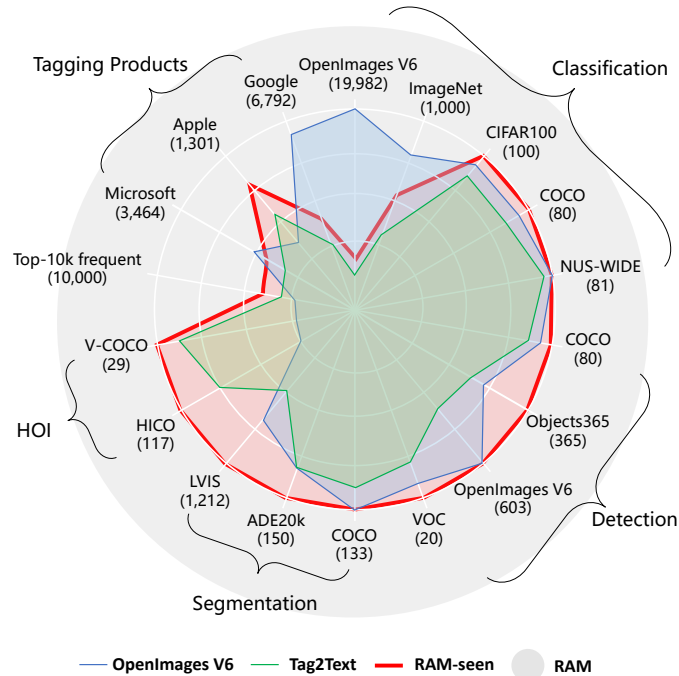 Tagging Products
Classification
OpenImages V6
(19,982)
Google
(6,792)
ImageNet
(1,000)
Apple
(1,301)
CIFAR100
(100)
Microsoft
(3,464)
COCO
(80)
Top-10k frequent
(10,000)
NUS-WIDE
(81)
V-COCO
(29)
COCO
(80)
HOI
HICO
(117)
Objects365
(365)
LVIS
(1,212)
OpenImages V6
(603)
ADE20k
(150)
COCO
(133)
VOC
(20)
Detection
Segmentation
OpenImages V6
Tag2Text
RAM-seen
RAM